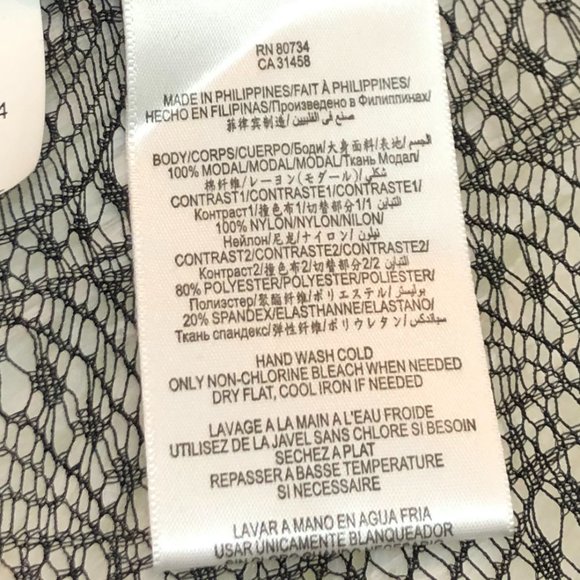 4
RN 80734
CA 31458
MADE IN PHILIPPINES/FAIT À PHILIPPINES/
HECHO EN FILIPINAS/Произведено в Филиппинах/
菲律宾制造/ صنع في الفلبين/
BODY/CORPS/CUERPO/Боди/大身面料/表地/ الجسم/
100% MODAL/MODAL/MODAL/Ткань Модал/
棉纤维/レーヨン(モダール)/ شكلي/
CONTRAST1/CONTRASTE1/CONTRASTE1/
Контраст1/撞色布1/切替部分1/1 التباين/
100% NYLON/NYLON/NILON/
Нейлон/尼龙/ナイロン/ نيلون/
CONTRAST2/CONTRASTE2/CONTRASTE2/
Контраст2/撞色布2/切替部分2/2 التباين/
80% POLYESTER/POLYESTER/POLIÉSTER/
Полиэстер/聚酯纤维/ポリエステル/ بوليستر/
20% SPANDEX/ELASTHANNE/ELASTANO/
Ткань спандекс/弹性纤维/ポリウレタン/ سباندكس/
HAND WASH COLD
ONLY NON-CHLORINE BLEACH WHEN NEEDED
DRY FLAT, COOL IRON IF NEEDED
LAVAGE A LA MAIN A L'EAU FROIDE
UTILISEZ DE LA JAVEL SANS CHLORE SI BESOIN
SECHEZ A PLAT
REPASSER A BASSE TEMPERATURE
SI NECESSAIRE
LAVAR A MANO EN AGUA FRIA
USAR ÚNICAMENTE BLANQUEADOR